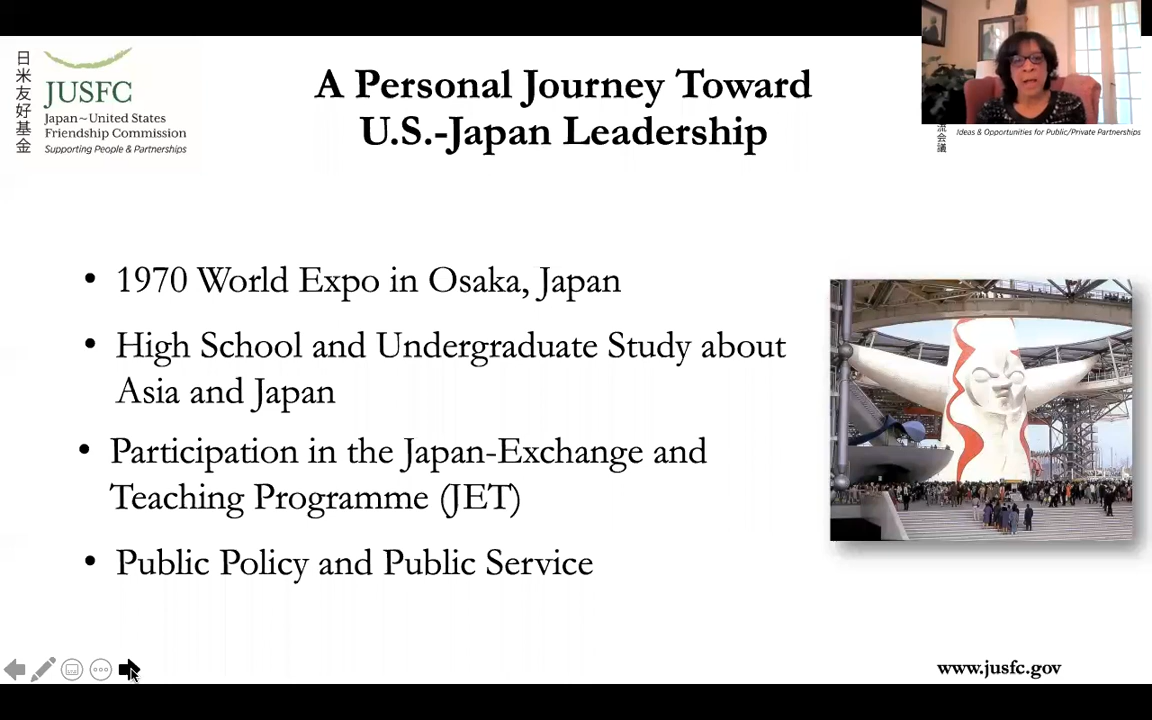 日米友好基金
JUSFC
Japan~United States
Friendship Commission
Supporting People & Partnerships
A Personal Journey Toward
U.S.-Japan Leadership
流会議
Ideas & Opportunities for Public/Private Partnerships
• 1970 World Expo in Osaka, Japan
• High School and Undergraduate Study about
Asia and Japan
• Participation in the Japan-Exchange and
Teaching Programme (JET)
• Public Policy and Public Service
www.jusfc.gov